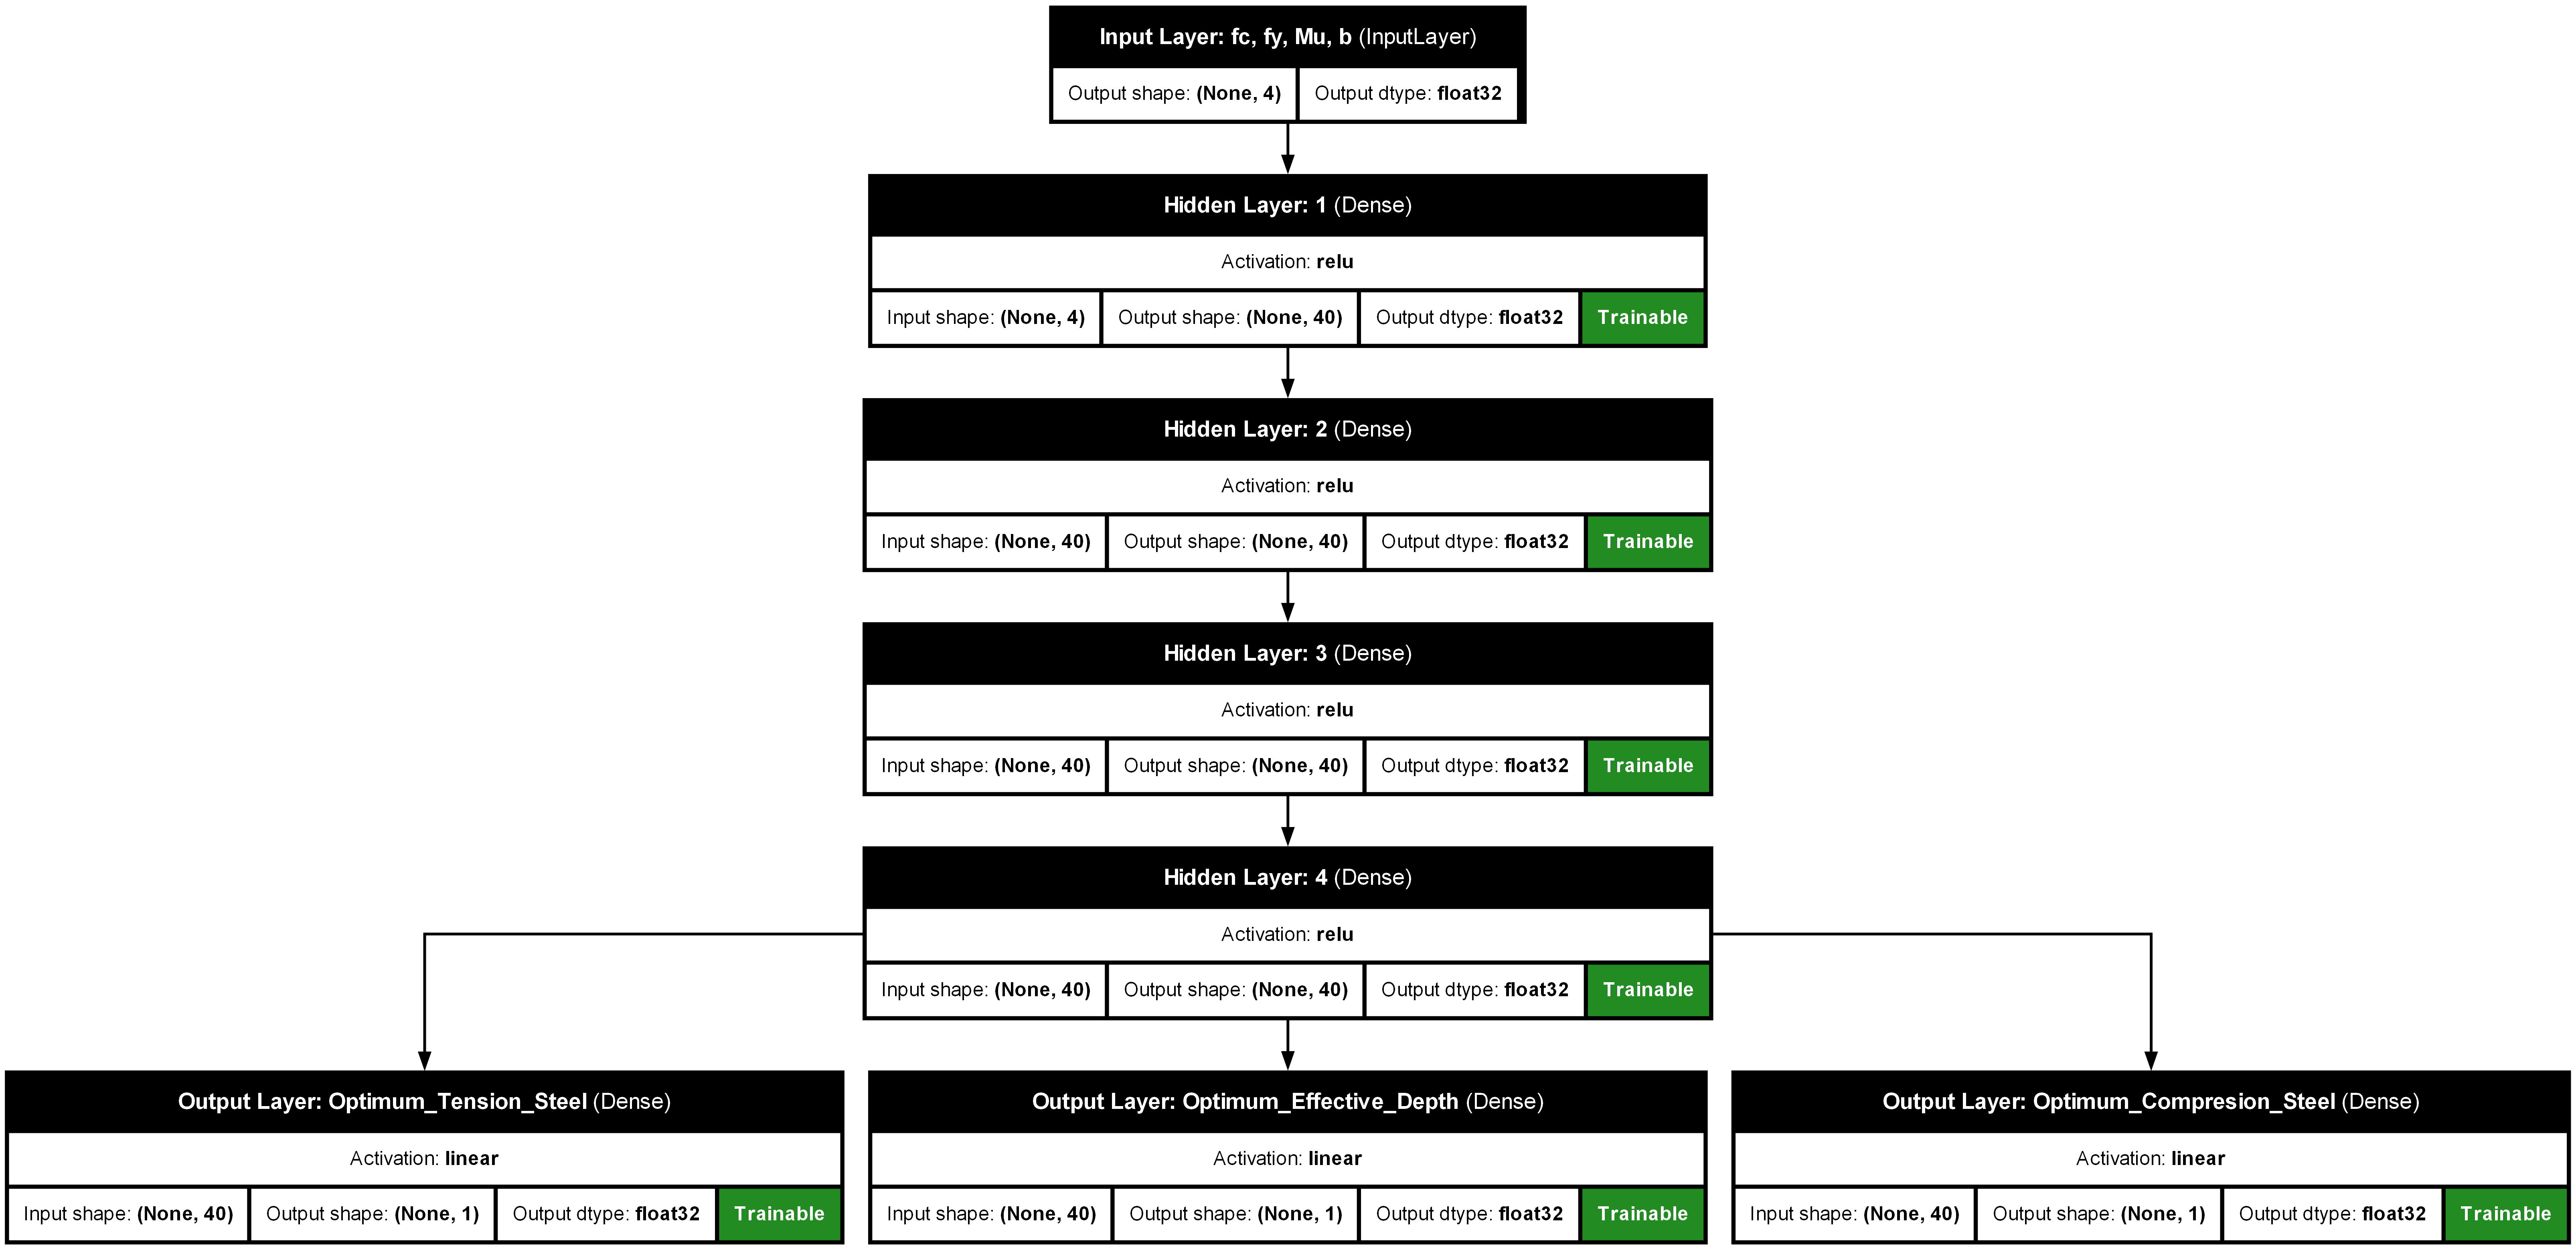 Input Layer: fc, fy, Mu, b (InputLayer)
Output shape: (None, 4) Output dtype: float32
Hidden Layer: 1 (Dense)
Activation: relu
Input shape: (None, 4) Output shape: (None, 40) Output dtype: float32 Trainable
Hidden Layer: 2 (Dense)
Activation: relu
Input shape: (None, 40) Output shape: (None, 40) Output dtype: float32 Trainable
Hidden Layer: 3 (Dense)
Activation: relu
Input shape: (None, 40) Output shape: (None, 40) Output dtype: float32 Trainable
Hidden Layer: 4 (Dense)
Activation: relu
Input shape: (None, 40) Output shape: (None, 40) Output dtype: float32 Trainable
Output Layer: Optimum_Tension_Steel (Dense)
Activation: linear
Input shape: (None, 40) Output shape: (None, 1) Output dtype: float32 Trainable
Output Layer: Optimum_Effective_Depth (Dense)
Activation: linear
Input shape: (None, 40) Output shape: (None, 1) Output dtype: float32 Trainable
Output Layer: Optimum_Compresion_Steel (Dense)
Activation: linear
Input shape: (None, 40) Output shape: (None, 1) Output dtype: float32 Trainable